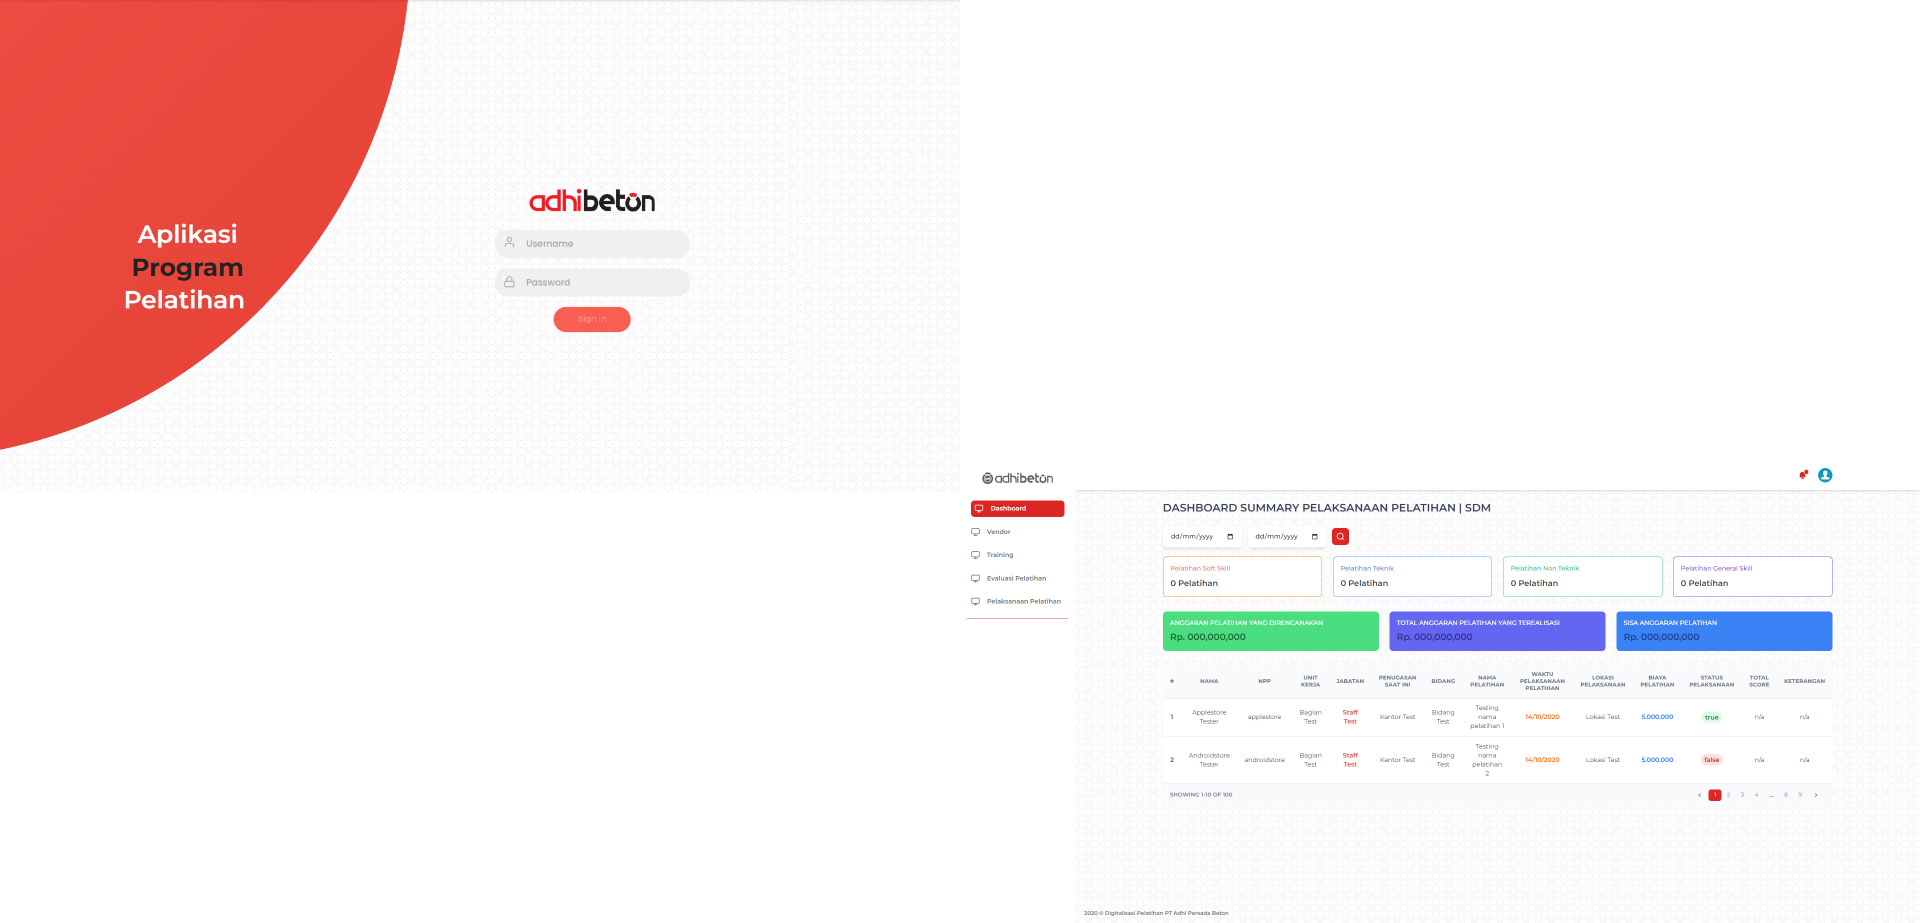 Aplikasi
Program
Pelatihan
adhibeton
Username
Password
Sign In
adhibeton
Dashboard
Vendor
Training
Evaluasi Pelatihan
Pelaksanaan Pelatihan
DASHBOARD SUMMARY PELAKSANAAN PELATIHAN | SDM
dd/mm/yyyy dd/mm/yyyy
Pelatihan Soft Skill
0 Pelatihan
Pelatihan Teknik
0 Pelatihan
Pelatihan Non Teknik
0 Pelatihan
Pelatihan General Skill
0 Pelatihan
ANGGARAN PELATIHAN YANG DIRENCANAKAN
Rp. 000,000,000
TOTAL ANGGARAN PELATIHAN YANG TEREALISASI
Rp. 000,000,000
SISA ANGGARAN PELATIHAN
Rp. 000,000,000
# NAMA NPP UNIT KERJA JABATAN PENUGASAN SAAT INI BIDANG NAMA PELATIHAN WAKTU PELAKSANAAN PELATIHAN LOKASI PELAKSANAAN BIAYA PELATIHAN STATUS PELAKSANAAN TOTAL SCORE KETERANGAN
1 Applestore Tester applestore Bagian Test Staff Test Kantor Test Bidang Test Testing nama pelatihan 1 14/10/2020 Lokasi Test 5.000.000 true n/a n/a
2 Androidstore Tester androidstore Bagian Test Staff Test Kantor Test Bidang Test Testing nama pelatihan 2 14/10/2020 Lokasi Test 5.000.000 false n/a n/a
SHOWING 1-10 OF 100 ‹ 1 2 3 4 ... 8 9 ›
2020 © Digitalisasi Pelatihan PT Adhi Persada Beton